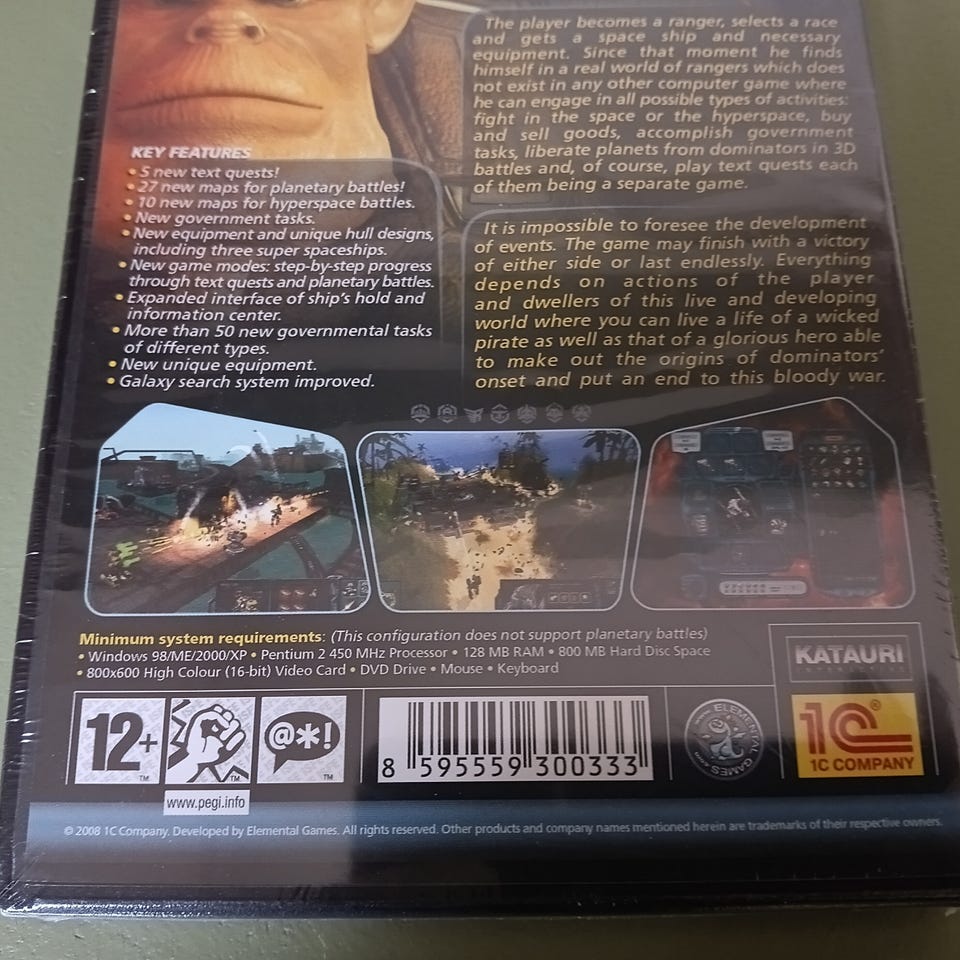 The player becomes a ranger, selects a race
and gets a space ship and necessary
equipment. Since that moment he finds
himself in a real world of rangers which does
not exist in any other computer game where
he can engage in all possible types of activities:
fight in the space or the hyperspace, buy
and sell goods, accomplish government
tasks, liberate planets from dominators in 3D
battles and, of course, play text quests each
of them being a separate game.
It is impossible to foresee the development
of events. The game may finish with a victory
of either side or last endlessly. Everything
depends on actions of the player
and dwellers of this live and developing
world where you can live a life of a wicked
pirate as well as that of a glorious hero able
to make out the origins of dominators'
onset and put an end to this bloody war.
KEY FEATURES
• 5 new text quests!
• 27 new maps for planetary battles!
• 10 new maps for hyperspace battles.
• New government tasks.
• New equipment and unique hull designs,
including three super spaceships.
• New game modes: step-by-step progress
through text quests and planetary battles.
• Expanded interface of ship's hold and
information center.
• More than 50 new governmental tasks
of different types.
• New unique equipment.
• Galaxy search system improved.
Minimum system requirements: (This configuration does not support planetary battles)
• Windows 98/ME/2000/XP • Pentium 2 450 MHz Processor • 128 MB RAM • 800 MB Hard Disc Space
• 800x600 High Colour (16-bit) Video Card • DVD Drive • Mouse • Keyboard
KATAURI
INTERACTIVE
12+
TM
TM
@*!
TM
www.pegi.info
8 595559 300333
www.ELEMENTAL
GAMES.com
1C®
1C COMPANY
© 2008 1C Company. Developed by Elemental Games. All rights reserved. Other products and company names mentioned herein are trademarks of their respective owners.